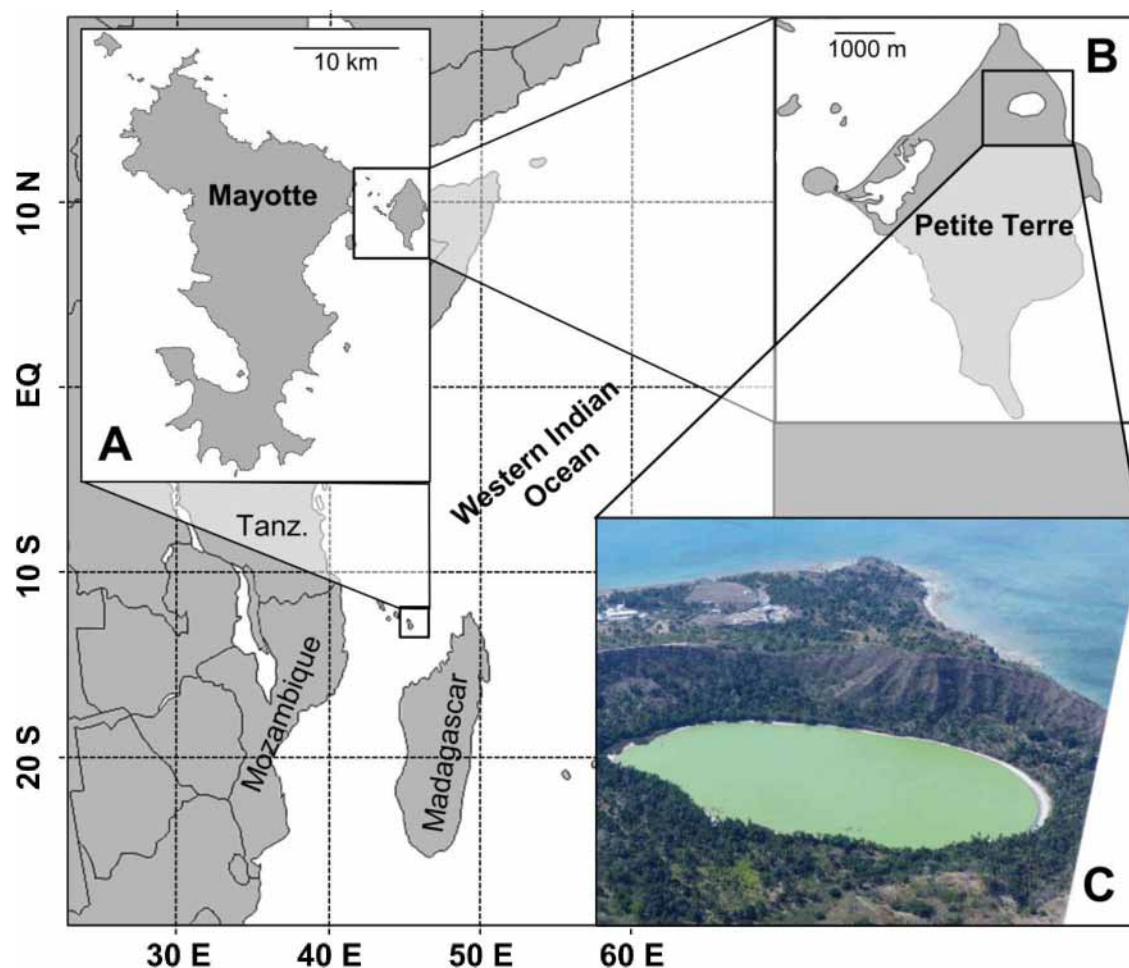 10 km
Mayotte
A
1000 m
B
Petite Terre
10 N
EQ
10 S
20 S
Western Indian
Ocean
Tanz.
Mozambique
Madagascar
C
30 E
40 E
50 E
60 E